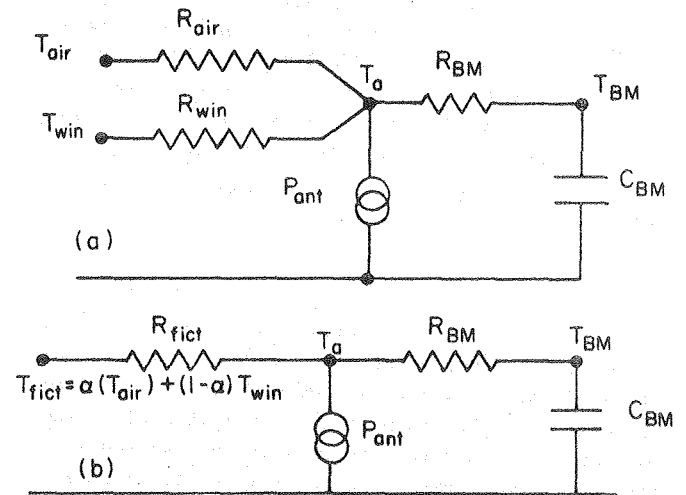 R_air
T_air
T_a
R_BM
T_BM
R_win
T_win
P_ant
C_BM
(a)
R_fict
T_a
R_BM
T_BM
T_fict = α(T_air) + (1-α) T_win
P_ant
C_BM
(b)